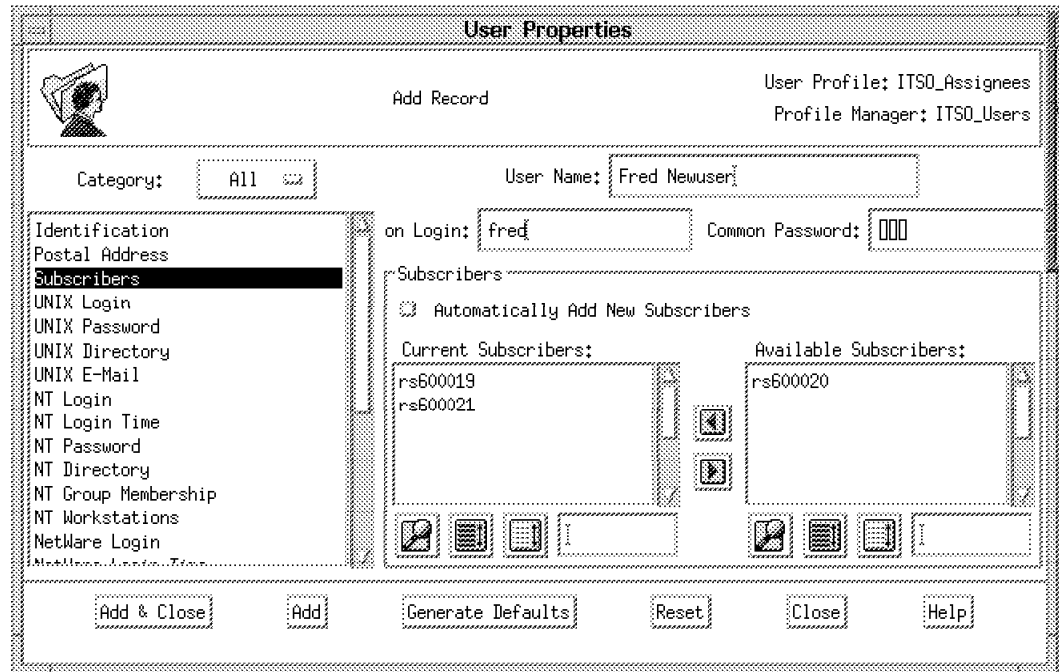 User Properties
Add Record
User Profile: ITSO_Assignees
Profile Manager: ITSO_Users
Category: All
User Name: Fred Newuser
on Login: fred
Common Password:
Identification
Postal Address
Subscribers
UNIX Login
UNIX Password
UNIX Directory
UNIX E-Mail
NT Login
NT Login Time
NT Password
NT Directory
NT Group Membership
NT Workstations
NetWare Login
Subscribers
Automatically Add New Subscribers
Current Subscribers:
rs600019
rs600021
Available Subscribers:
rs600020
Add & Close
Add
Generate Defaults
Reset
Close
Help